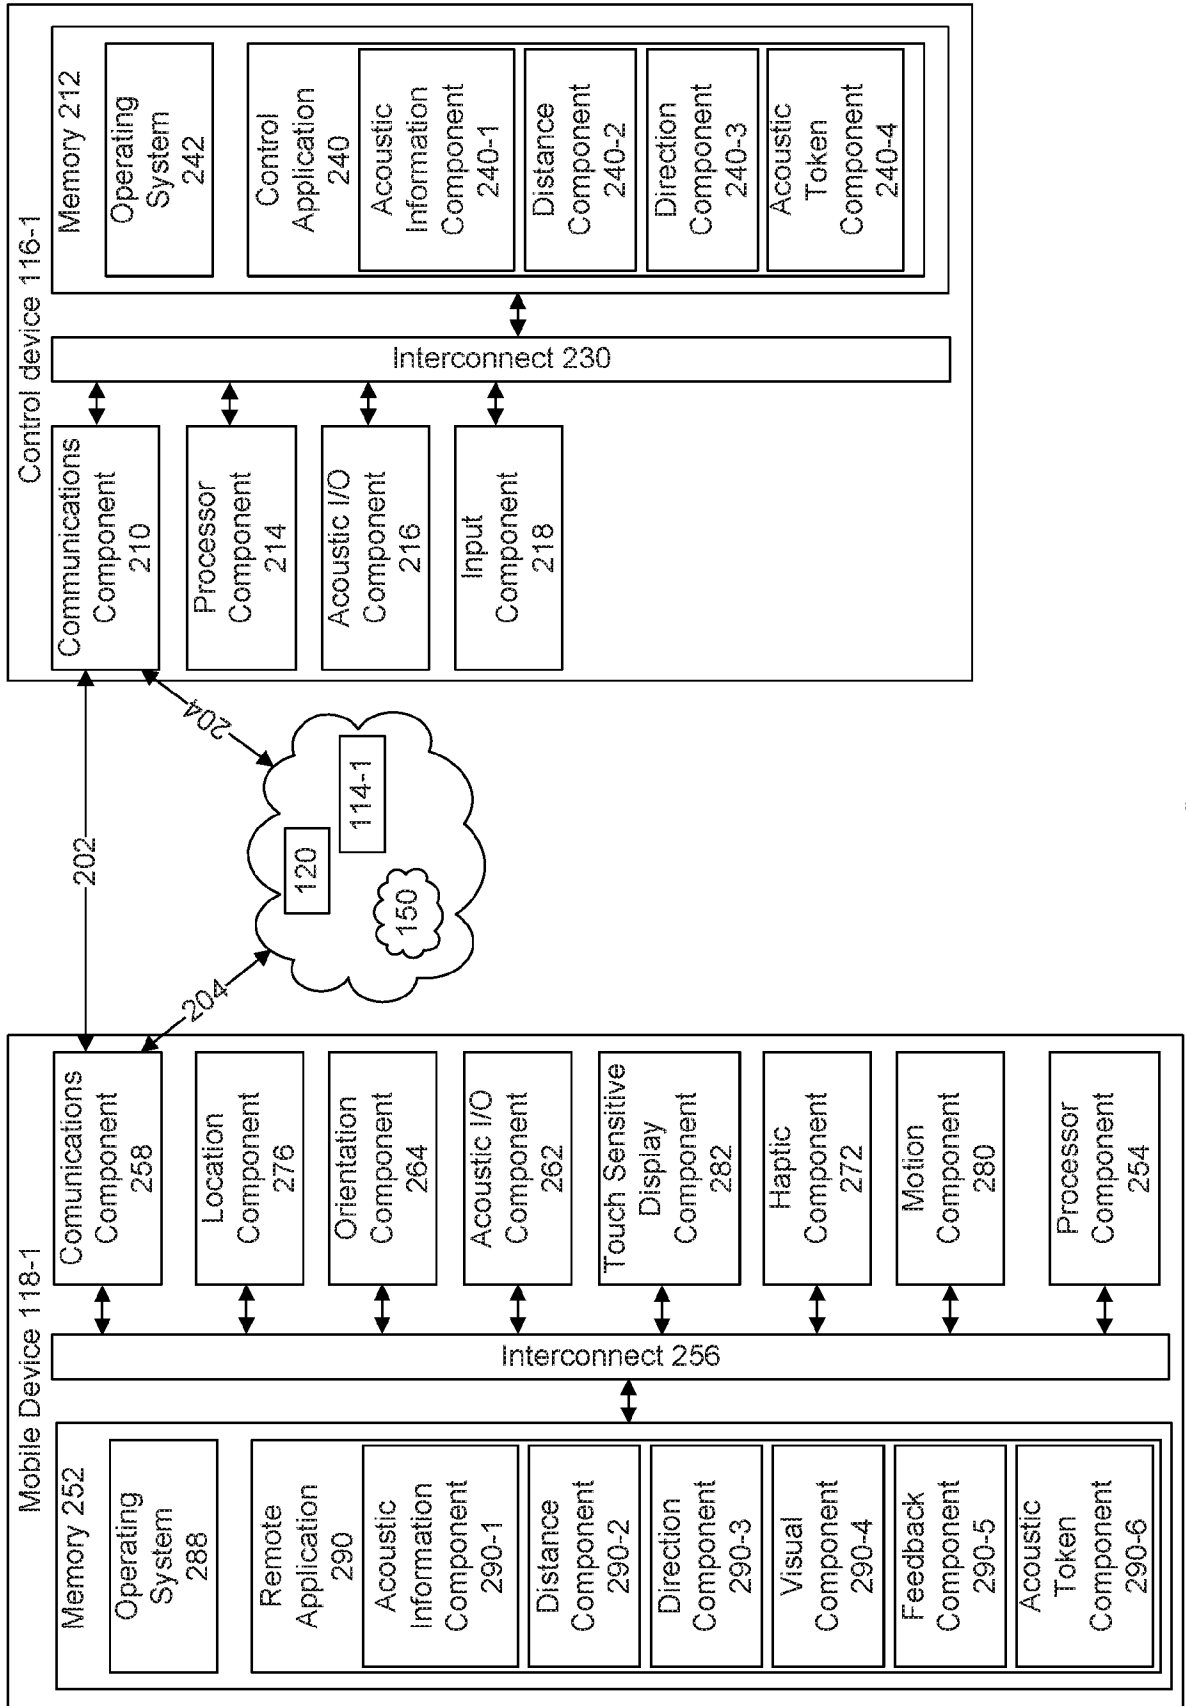 Mobile Device 118-1
Memory 252
Operating
System
288
Remote
Application
290
Acoustic
Information
Component
290-1
Distance
Component
290-2
Direction
Component
290-3
Visual
Component
290-4
Feedback
Component
290-5
Acoustic
Token
Component
290-6
Interconnect 256
Comunications
Component
258
Location
Component
276
Orientation
Component
264
Acoustic I/O
Component
262
Touch Sensitive
Display
Component
282
Haptic
Component
272
Motion
Component
280
Processor
Component
254
202
204
204
120
114-1
150
Control device 116-1
Communications
Component
210
Processor
Component
214
Acoustic I/O
Component
216
Input
Component
218
Interconnect 230
Memory 212
Operating
System
242
Control
Application
240
Acoustic
Information
Component
240-1
Distance
Component
240-2
Direction
Component
240-3
Acoustic
Token
Component
240-4